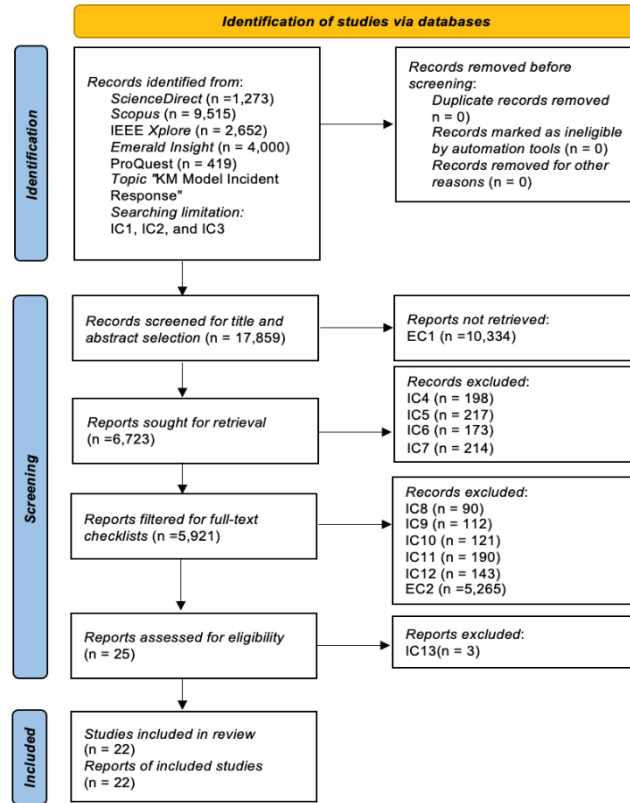 Identification of studies via databases
Identification
Records identified from:
ScienceDirect (n =1,273)
Scopus (n = 9,515)
IEEE Xplore (n = 2,652)
Emerald Insight (n = 4,000)
ProQuest (n = 419)
Topic "KM Model Incident
Response"
Searching limitation:
IC1, IC2, and IC3
Records removed before
screening:
Duplicate records removed
n = 0)
Records marked as ineligible
by automation tools (n = 0)
Records removed for other
reasons (n = 0)
Screening
Records screened for title and
abstract selection (n = 17,859)
Reports not retrieved:
EC1 (n =10,334)
Reports sought for retrieval
(n =6,723)
Records excluded:
IC4 (n = 198)
IC5 (n = 217)
IC6 (n = 173)
IC7 (n = 214)
Reports filtered for full-text
checklists (n =5,921)
Records excluded:
IC8 (n = 90)
IC9 (n = 112)
IC10 (n = 121)
IC11 (n = 190)
IC12 (n = 143)
EC2 (n =5,265)
Reports assessed for eligibility
(n = 25)
Reports excluded:
IC13(n = 3)
Included
Studies included in review
(n = 22)
Reports of included studies
(n = 22)